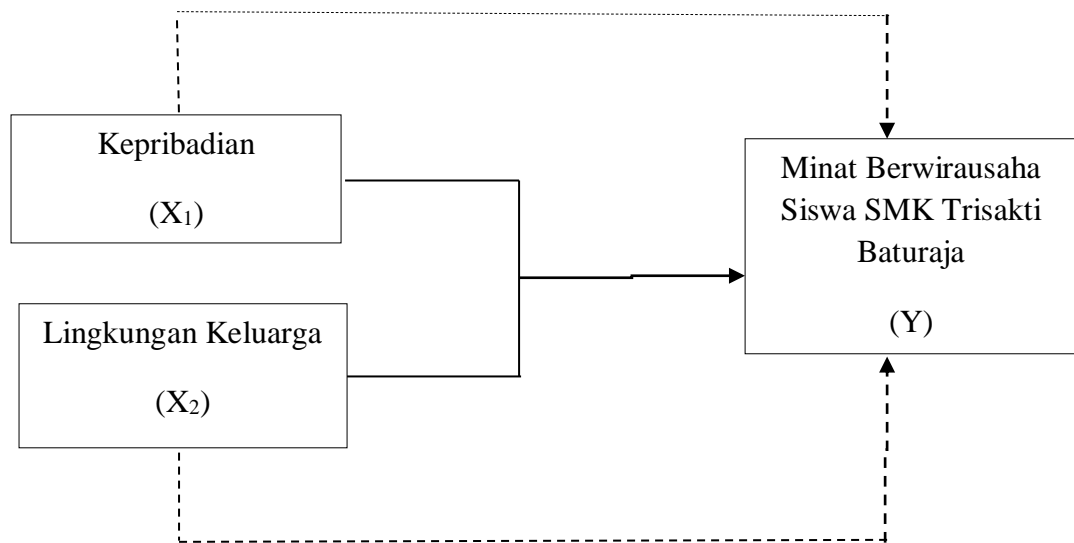 Kepribadian
(X₁)
Lingkungan Keluarga
(X₂)
Minat Berwirausaha
Siswa SMK Trisakti
Baturaja
(Y)